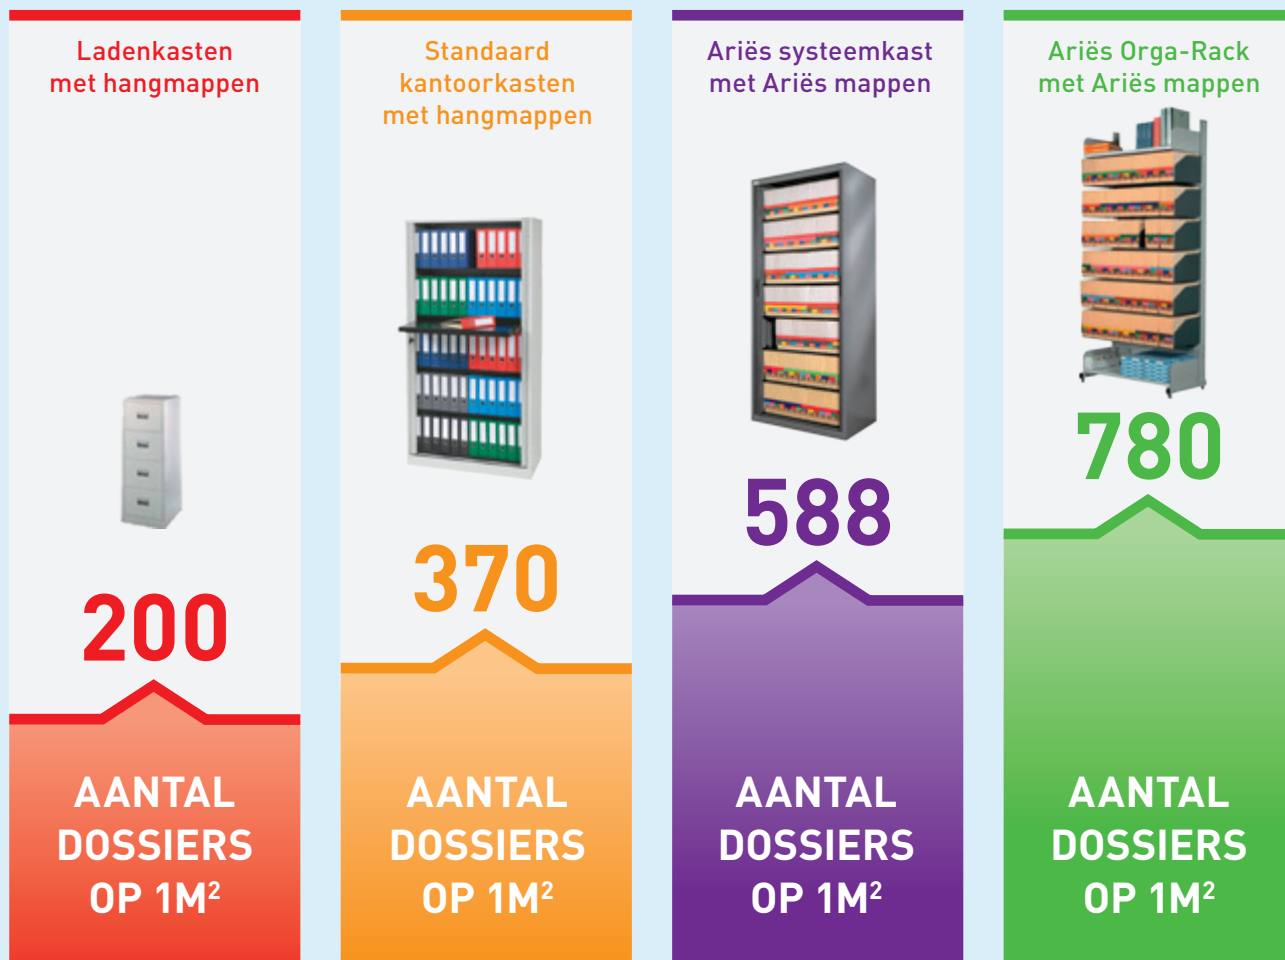 Ladenkasten
met hangmappen
200
AANTAL
DOSSIERS
OP 1M²
Standaard
kantoorkasten
met hangmappen
370
AANTAL
DOSSIERS
OP 1M²
Ariës systeemkast
met Ariës mappen
588
AANTAL
DOSSIERS
OP 1M²
Ariës Orga-Rack
met Ariës mappen
780
AANTAL
DOSSIERS
OP 1M²